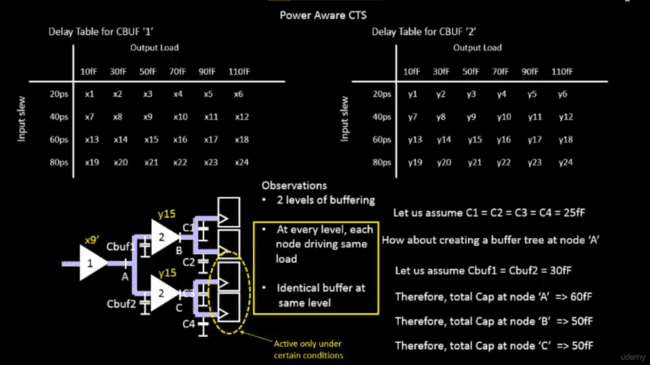 Power Aware CTS
Delay Table for CBUF '1'
Output Load
10fF 30fF 50fF 70fF 90fF 110fF
Input slew
20ps x1 x2 x3 x4 x5 x6
40ps x7 x8 x9 x10 x11 x12
60ps x13 x14 x15 x16 x17 x18
80ps x19 x20 x21 x22 x23 x24
Delay Table for CBUF '2'
Output Load
10fF 30fF 50fF 70fF 90fF 110fF
Input slew
20ps y1 y2 y3 y4 y5 y6
40ps y7 y8 y9 y10 y11 y12
60ps y13 y14 y15 y16 y17 y18
80ps y19 y20 y21 y22 y23 y24
x9'
1
A
Cbuf1
Cbuf2
y15
2
B
C1
C2
y15
2
C
C3
C4
Active only under
certain conditions
Observations
• 2 levels of buffering
• At every level, each
node driving same
load
• Identical buffer at
same level
Let us assume C1 = C2 = C3 = C4 = 25fF
How about creating a buffer tree at node 'A'
Let us assume Cbuf1 = Cbuf2 = 30fF
Therefore, total Cap at node 'A' => 60fF
Therefore, total Cap at node 'B' => 50fF
Therefore, total Cap at node 'C' => 50fF
udemy